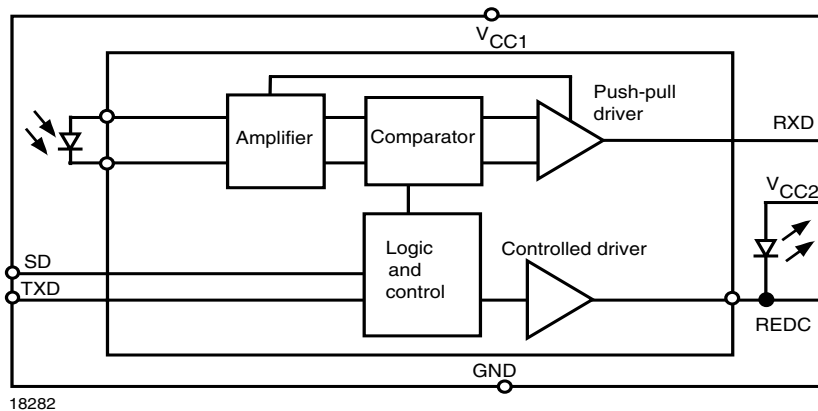 VCC1
Push-pull
driver
Amplifier
Comparator
RXD
VCC2
Logic
and
control
Controlled driver
SD
TXD
REDC
GND
18282